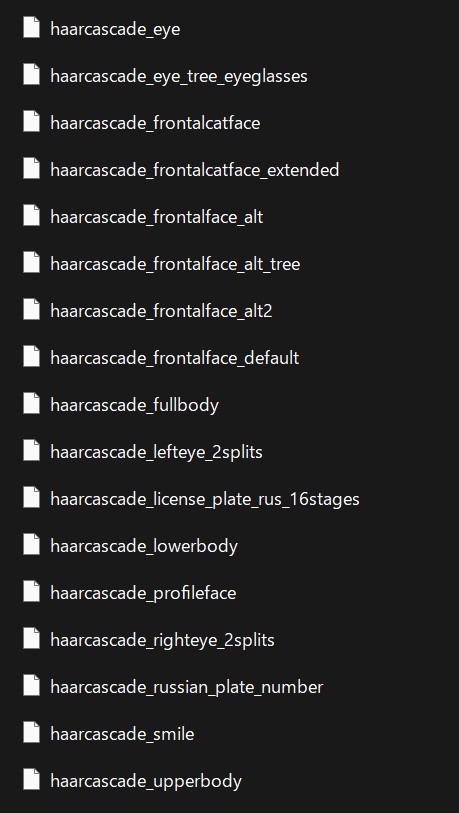 haarcascade_eye
haarcascade_eye_tree_eyeglasses
haarcascade_frontalcatface
haarcascade_frontalcatface_extended
haarcascade_frontalface_alt
haarcascade_frontalface_alt_tree
haarcascade_frontalface_alt2
haarcascade_frontalface_default
haarcascade_fullbody
haarcascade_lefteye_2splits
haarcascade_license_plate_rus_16stages
haarcascade_lowerbody
haarcascade_profileface
haarcascade_righteye_2splits
haarcascade_russian_plate_number
haarcascade_smile
haarcascade_upperbody